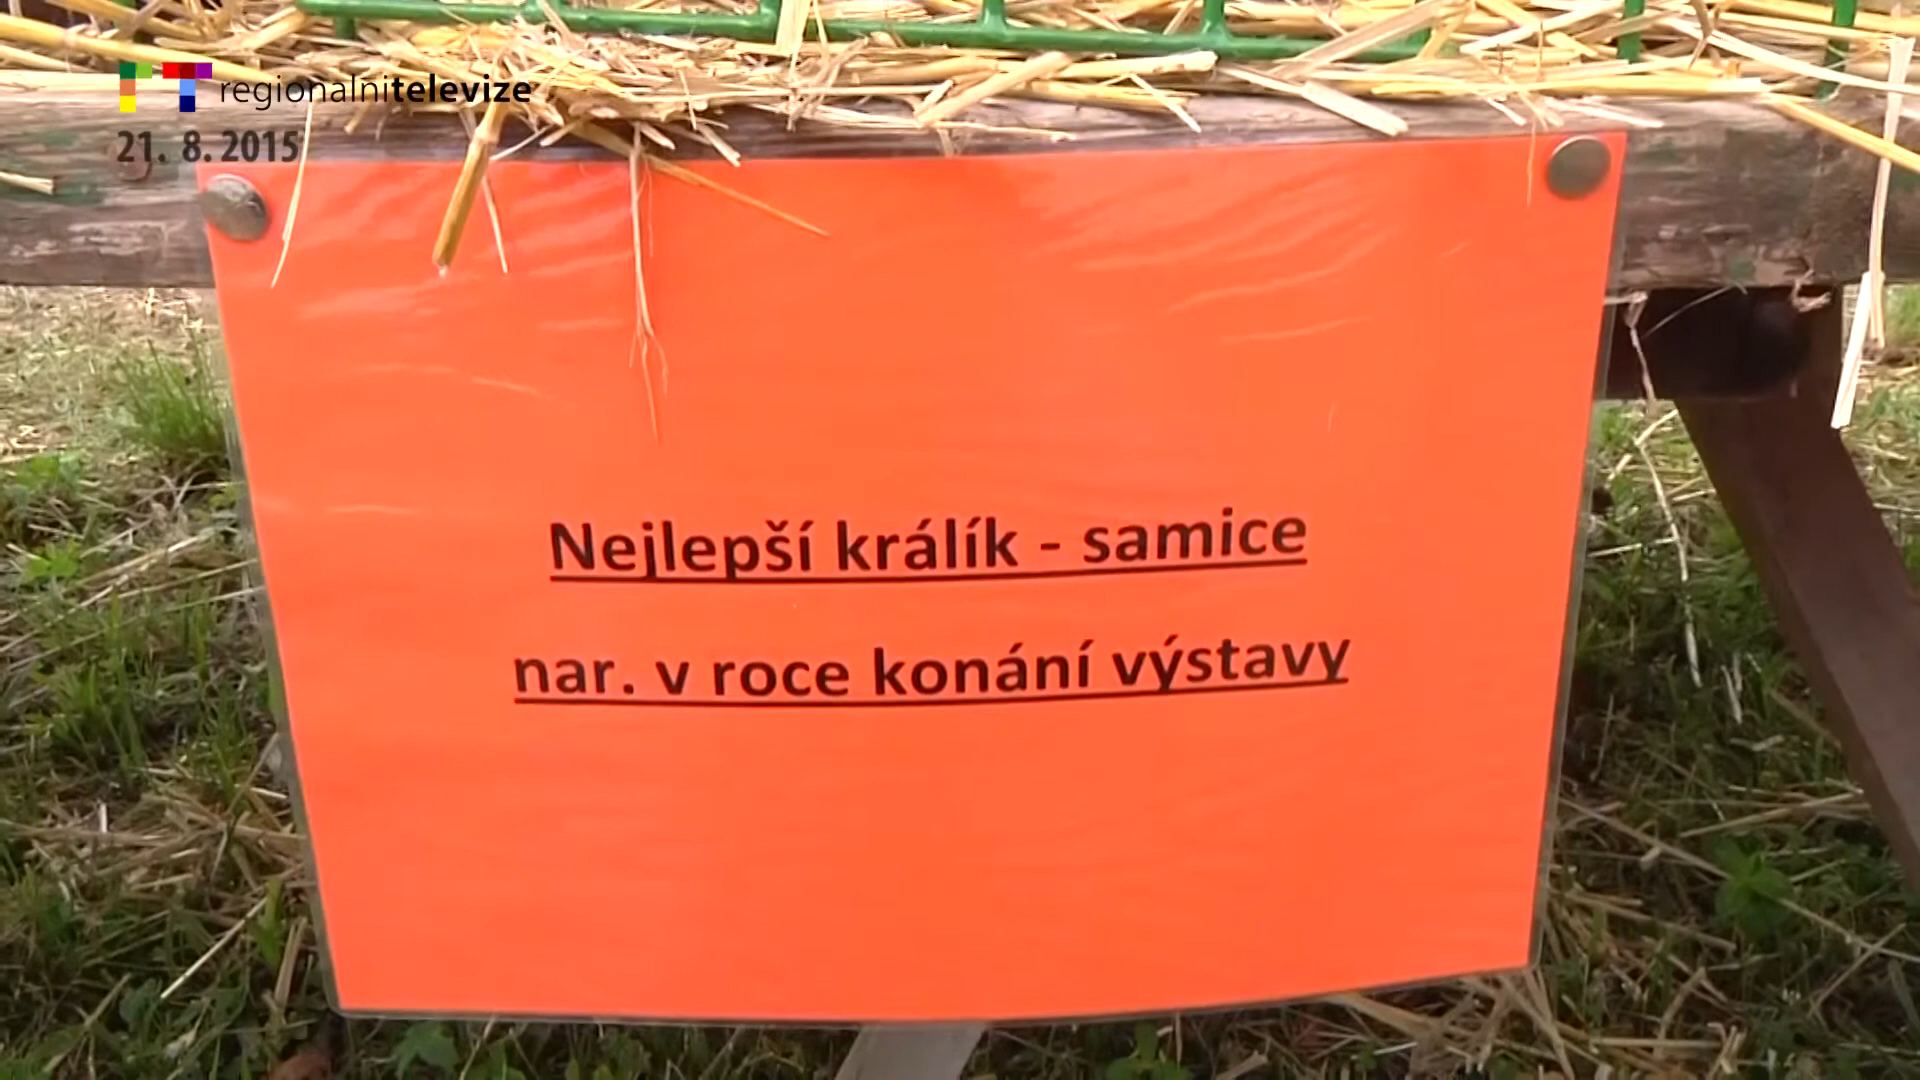 regionalnitelevize
21. 8. 2015
Nejlepší králík - samice
nar. v roce konání výstavy